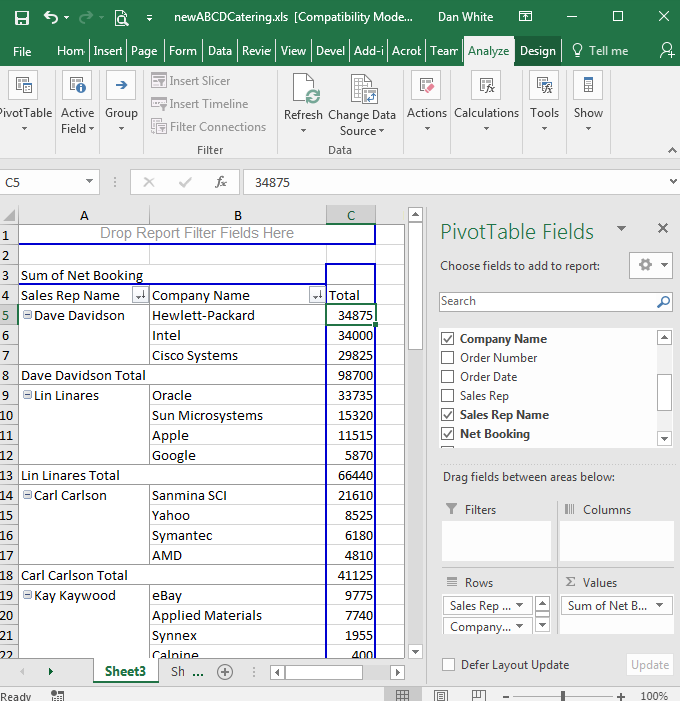 newABCDCatering.xls [Compatibility Mode... Dan White
File Hom Insert Page Form Data Revie View Devel Add-i Acrob Team Analyze Design Tell me
PivotTable Active Field Group Insert Slicer Insert Timeline Filter Connections Refresh Change Data Source Actions Calculations Tools Show
Filter Data
C5 fx 34875
A B C
1 Drop Report Filter Fields Here
2
3 Sum of Net Booking
4 Sales Rep Name Company Name Total
5 Dave Davidson Hewlett-Packard 34875
6 Intel 34000
7 Cisco Systems 29825
8 Dave Davidson Total 98700
9 Lin Linares Oracle 33735
10 Sun Microsystems 15320
11 Apple 11515
12 Google 5870
13 Lin Linares Total 66440
14 Carl Carlson Sanmina SCI 21610
15 Yahoo 8525
16 Symantec 6180
17 AMD 4810
18 Carl Carlson Total 41125
19 Kay Kaywood eBay 9775
20 Applied Materials 7740
21 Synnex 1955
22 Calpine 400
PivotTable Fields
Choose fields to add to report:
Search
Company Name
Order Number
Order Date
Sales Rep
Sales Rep Name
Net Booking
Drag fields between areas below:
Filters Columns
Rows Σ Values
Sales Rep ... Sum of Net B...
Company...
Defer Layout Update Update
Sheet3 Sh ...
Ready 100%